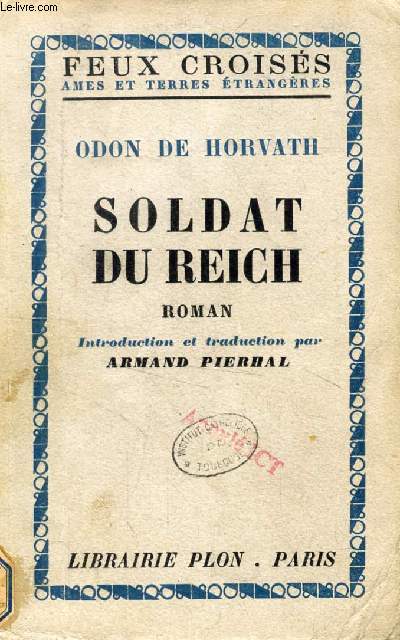 Le-livre.com
FEUX CROISÉS
AMES ET TERRES ÉTRANGÈRES
ODON DE HORVATH
SOLDAT
DU REICH
ROMAN
Introduction et traduction par
ARMAND PIERHAL
LIBRAIRIE PLON . PARIS